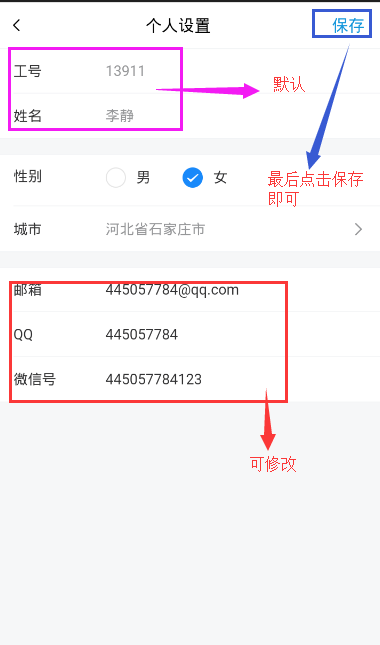 个人设置 保存
工号 13911
默认
姓名 李静
性别 男 女
最后点击保存
即可
城市 河北省石家庄市
邮箱 445057784@qq.com
QQ 445057784
微信号 445057784123
可修改